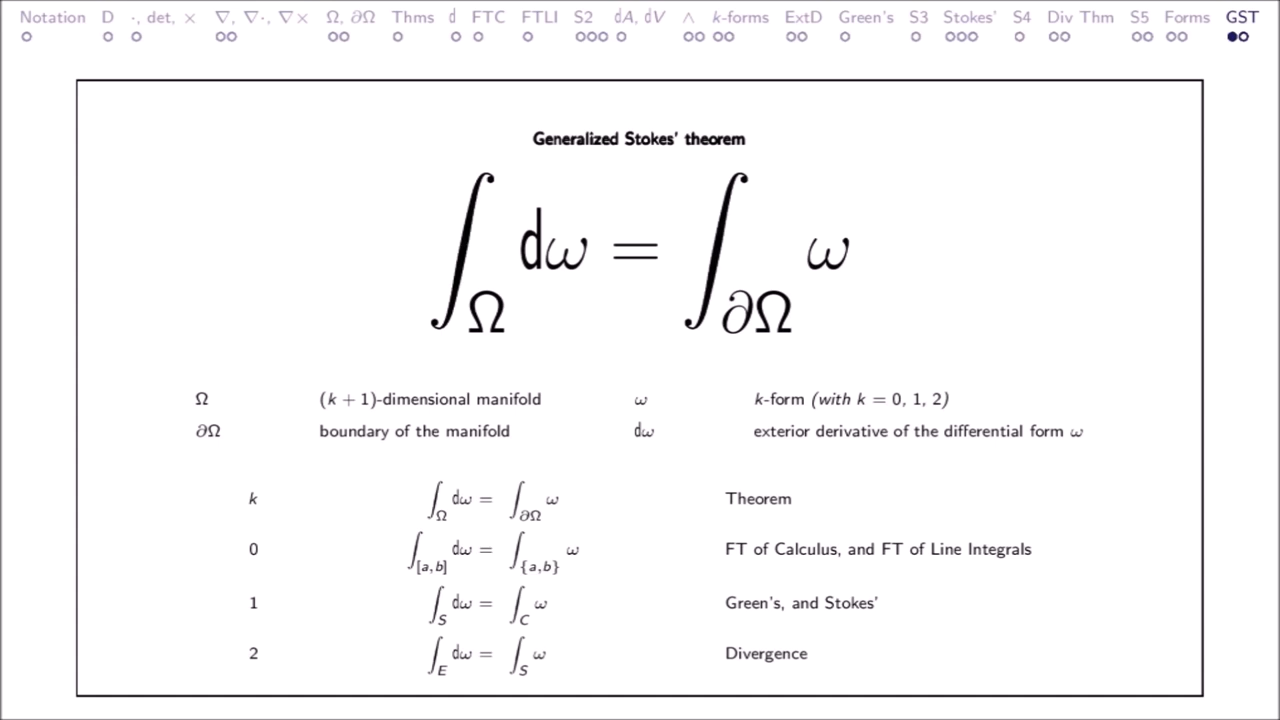 Notation D ·, det, × ∇, ∇·, ∇× Ω, ∂Ω Thms d FTC FTLI S2 dA, dV ∧ k-forms ExtD Green's S3 Stokes' S4 Div Thm S5 Forms GST
Generalized Stokes' theorem
∫_Ω dω = ∫_∂Ω ω
Ω (k + 1)-dimensional manifold ω k-form (with k = 0, 1, 2)
∂Ω boundary of the manifold dω exterior derivative of the differential form ω
k ∫_Ω dω = ∫_∂Ω ω Theorem
0 ∫_[a,b] dω = ∫_{a,b} ω FT of Calculus, and FT of Line Integrals
1 ∫_S dω = ∫_C ω Green's, and Stokes'
2 ∫_E dω = ∫_S ω Divergence